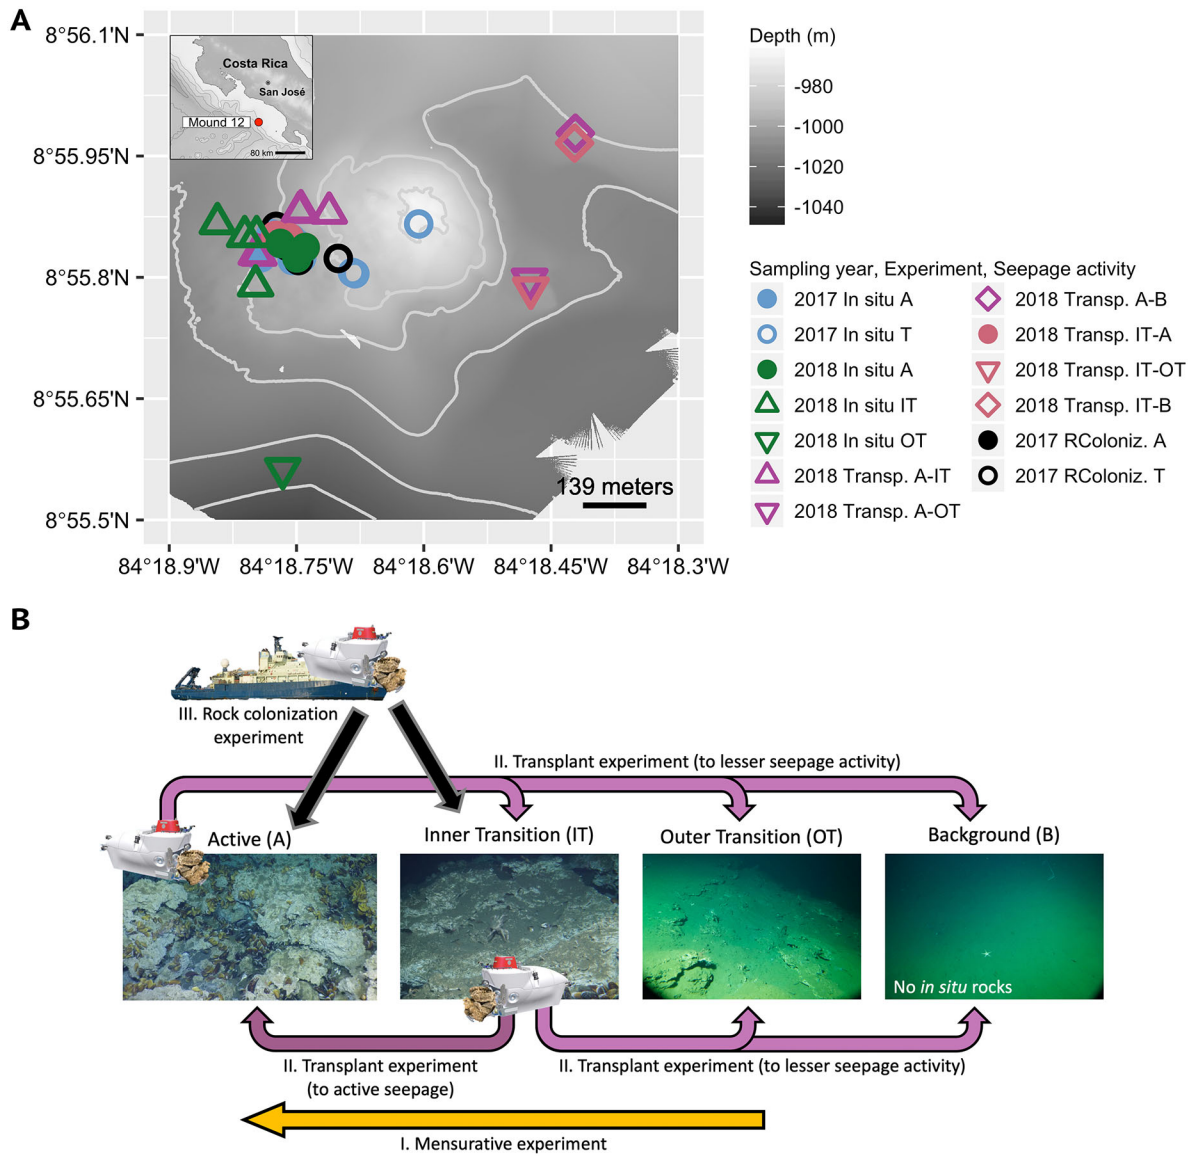 A
8°56.1'N
8°55.95'N
8°55.8'N
8°55.65'N
8°55.5'N
84°18.9'W
84°18.75'W
84°18.6'W
84°18.45'W
84°18.3'W
Costa Rica
San José
Mound 12
80 km
139 meters
Depth (m)
-980
-1000
-1020
-1040
Sampling year, Experiment, Seepage activity
2017 In situ A
2017 In situ T
2018 In situ A
2018 In situ IT
2018 In situ OT
2018 Transp. A-IT
2018 Transp. A-OT
2018 Transp. A-B
2018 Transp. IT-A
2018 Transp. IT-OT
2018 Transp. IT-B
2017 RColoniz. A
2017 RColoniz. T
B
III. Rock colonization
experiment
II. Transplant experiment (to lesser seepage activity)
Active (A)
Inner Transition (IT)
Outer Transition (OT)
Background (B)
No in situ rocks
II. Transplant experiment
(to active seepage)
II. Transplant experiment (to lesser seepage activity)
I. Mensurative experiment